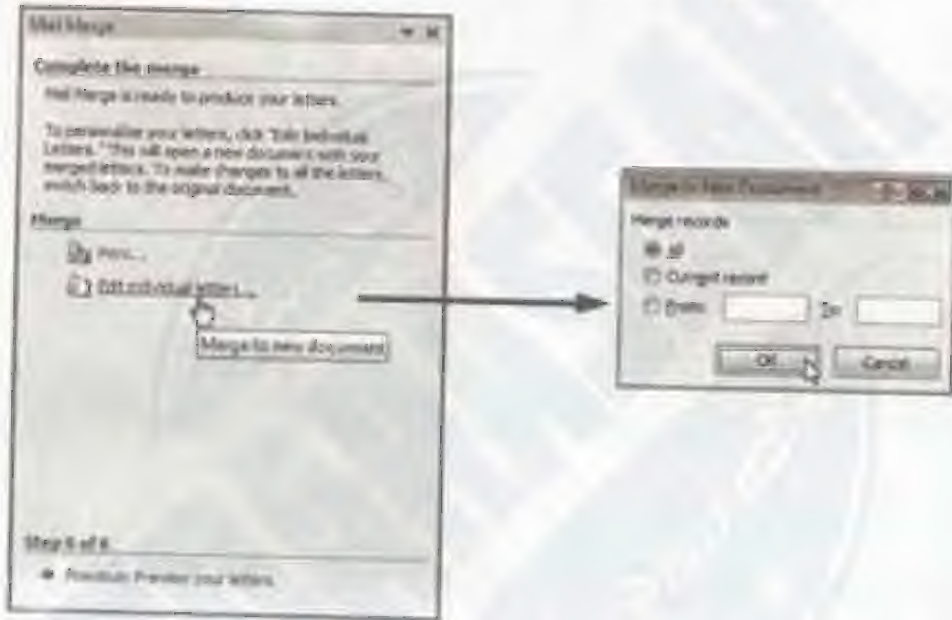 Mail Merge
Complete the merge
Mail Merge is ready to produce your letters.
To personalize your letters, click "Edit Individual
Letters." This will open a new document with your
merged letters. To make changes to all the letters,
switch back to the original document.
Merge
Print...
Edit individual letters...
Merge to new document
Step 6 of 6
Previous: Preview your letters
Merge to New Document
Merge records
All
Current record
From: To:
OK Cancel